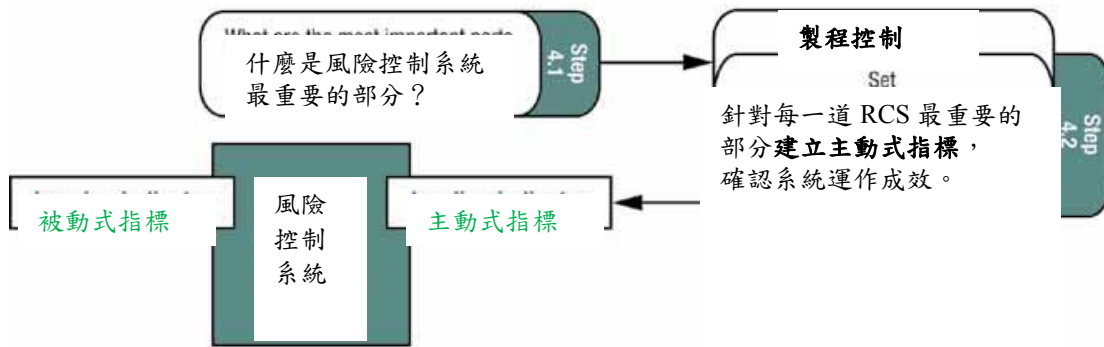 什麼是風險控制系統
最重要的部分？
Step
4.1
製程控制
Set
針對每一道 RCS 最重要的
部分建立主動式指標，
確認系統運作成效。
Step
4.2
被動式指標
風險
控制
系統
主動式指標